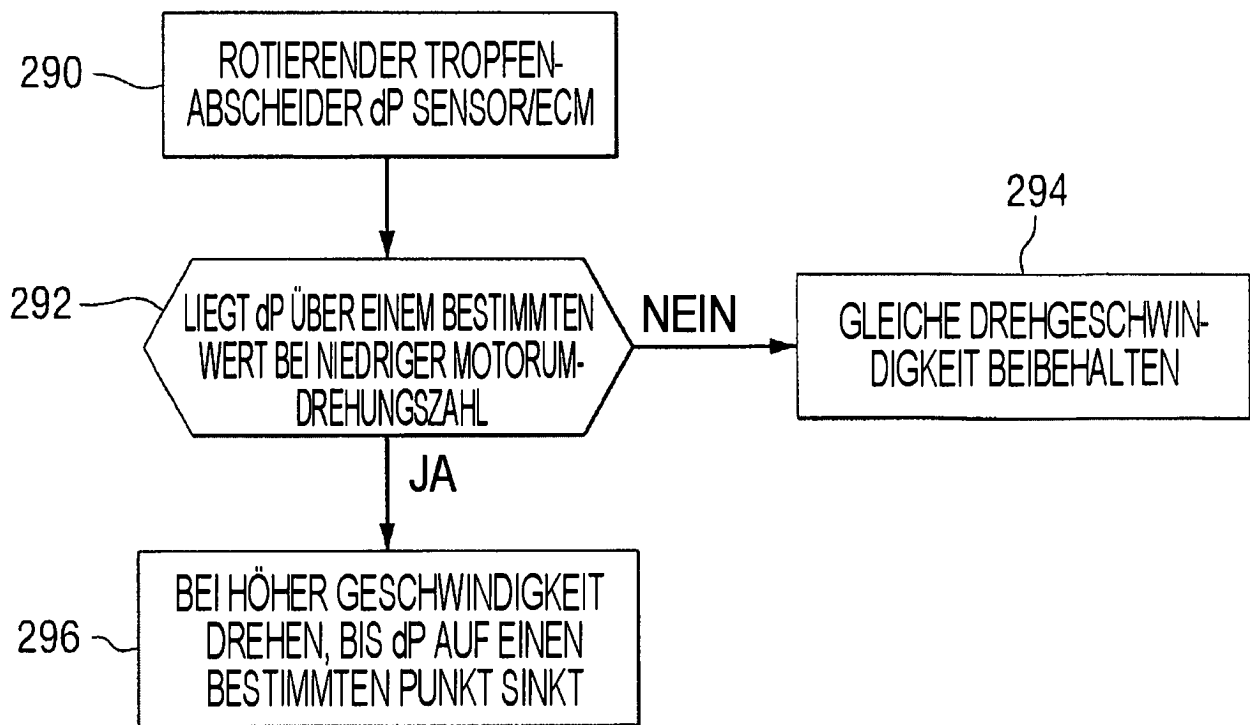 290
ROTIERENDER TROPFEN-
ABSCHEIDER dP SENSOR/ECM
294
292
LIEGT dP ÜBER EINEM BESTIMMTEN
WERT BEI NIEDRIGER MOTORUM-
DREHUNGSZAHL
NEIN
GLEICHE DREHGESCHWIN-
DIGKEIT BEIBEHALTEN
JA
296
BEI HÖHER GESCHWINDIGKEIT
DREHEN, BIS dP AUF EINEN
BESTIMMTEN PUNKT SINKT